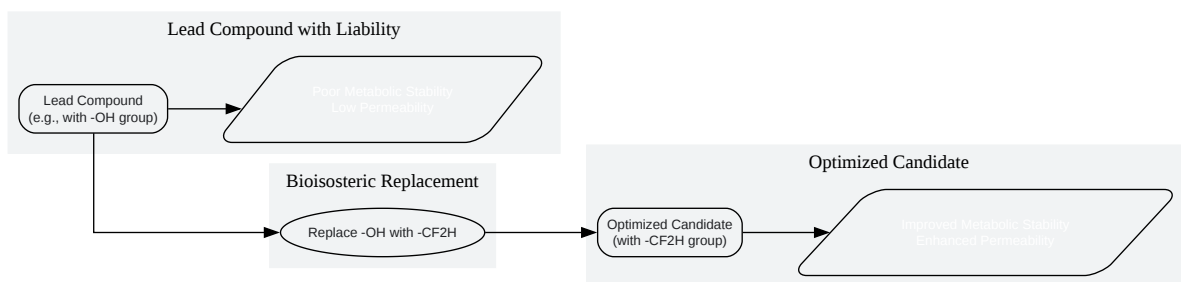 Lead Compound with Liability
Lead Compound
(e.g., with -OH group)
Poor Metabolic Stability
Low Permeability
Bioisosteric Replacement
Replace -OH with -CF2H
Optimized Candidate
Optimized Candidate
(with -CF2H group)
Improved Metabolic Stability
Enhanced Permeability